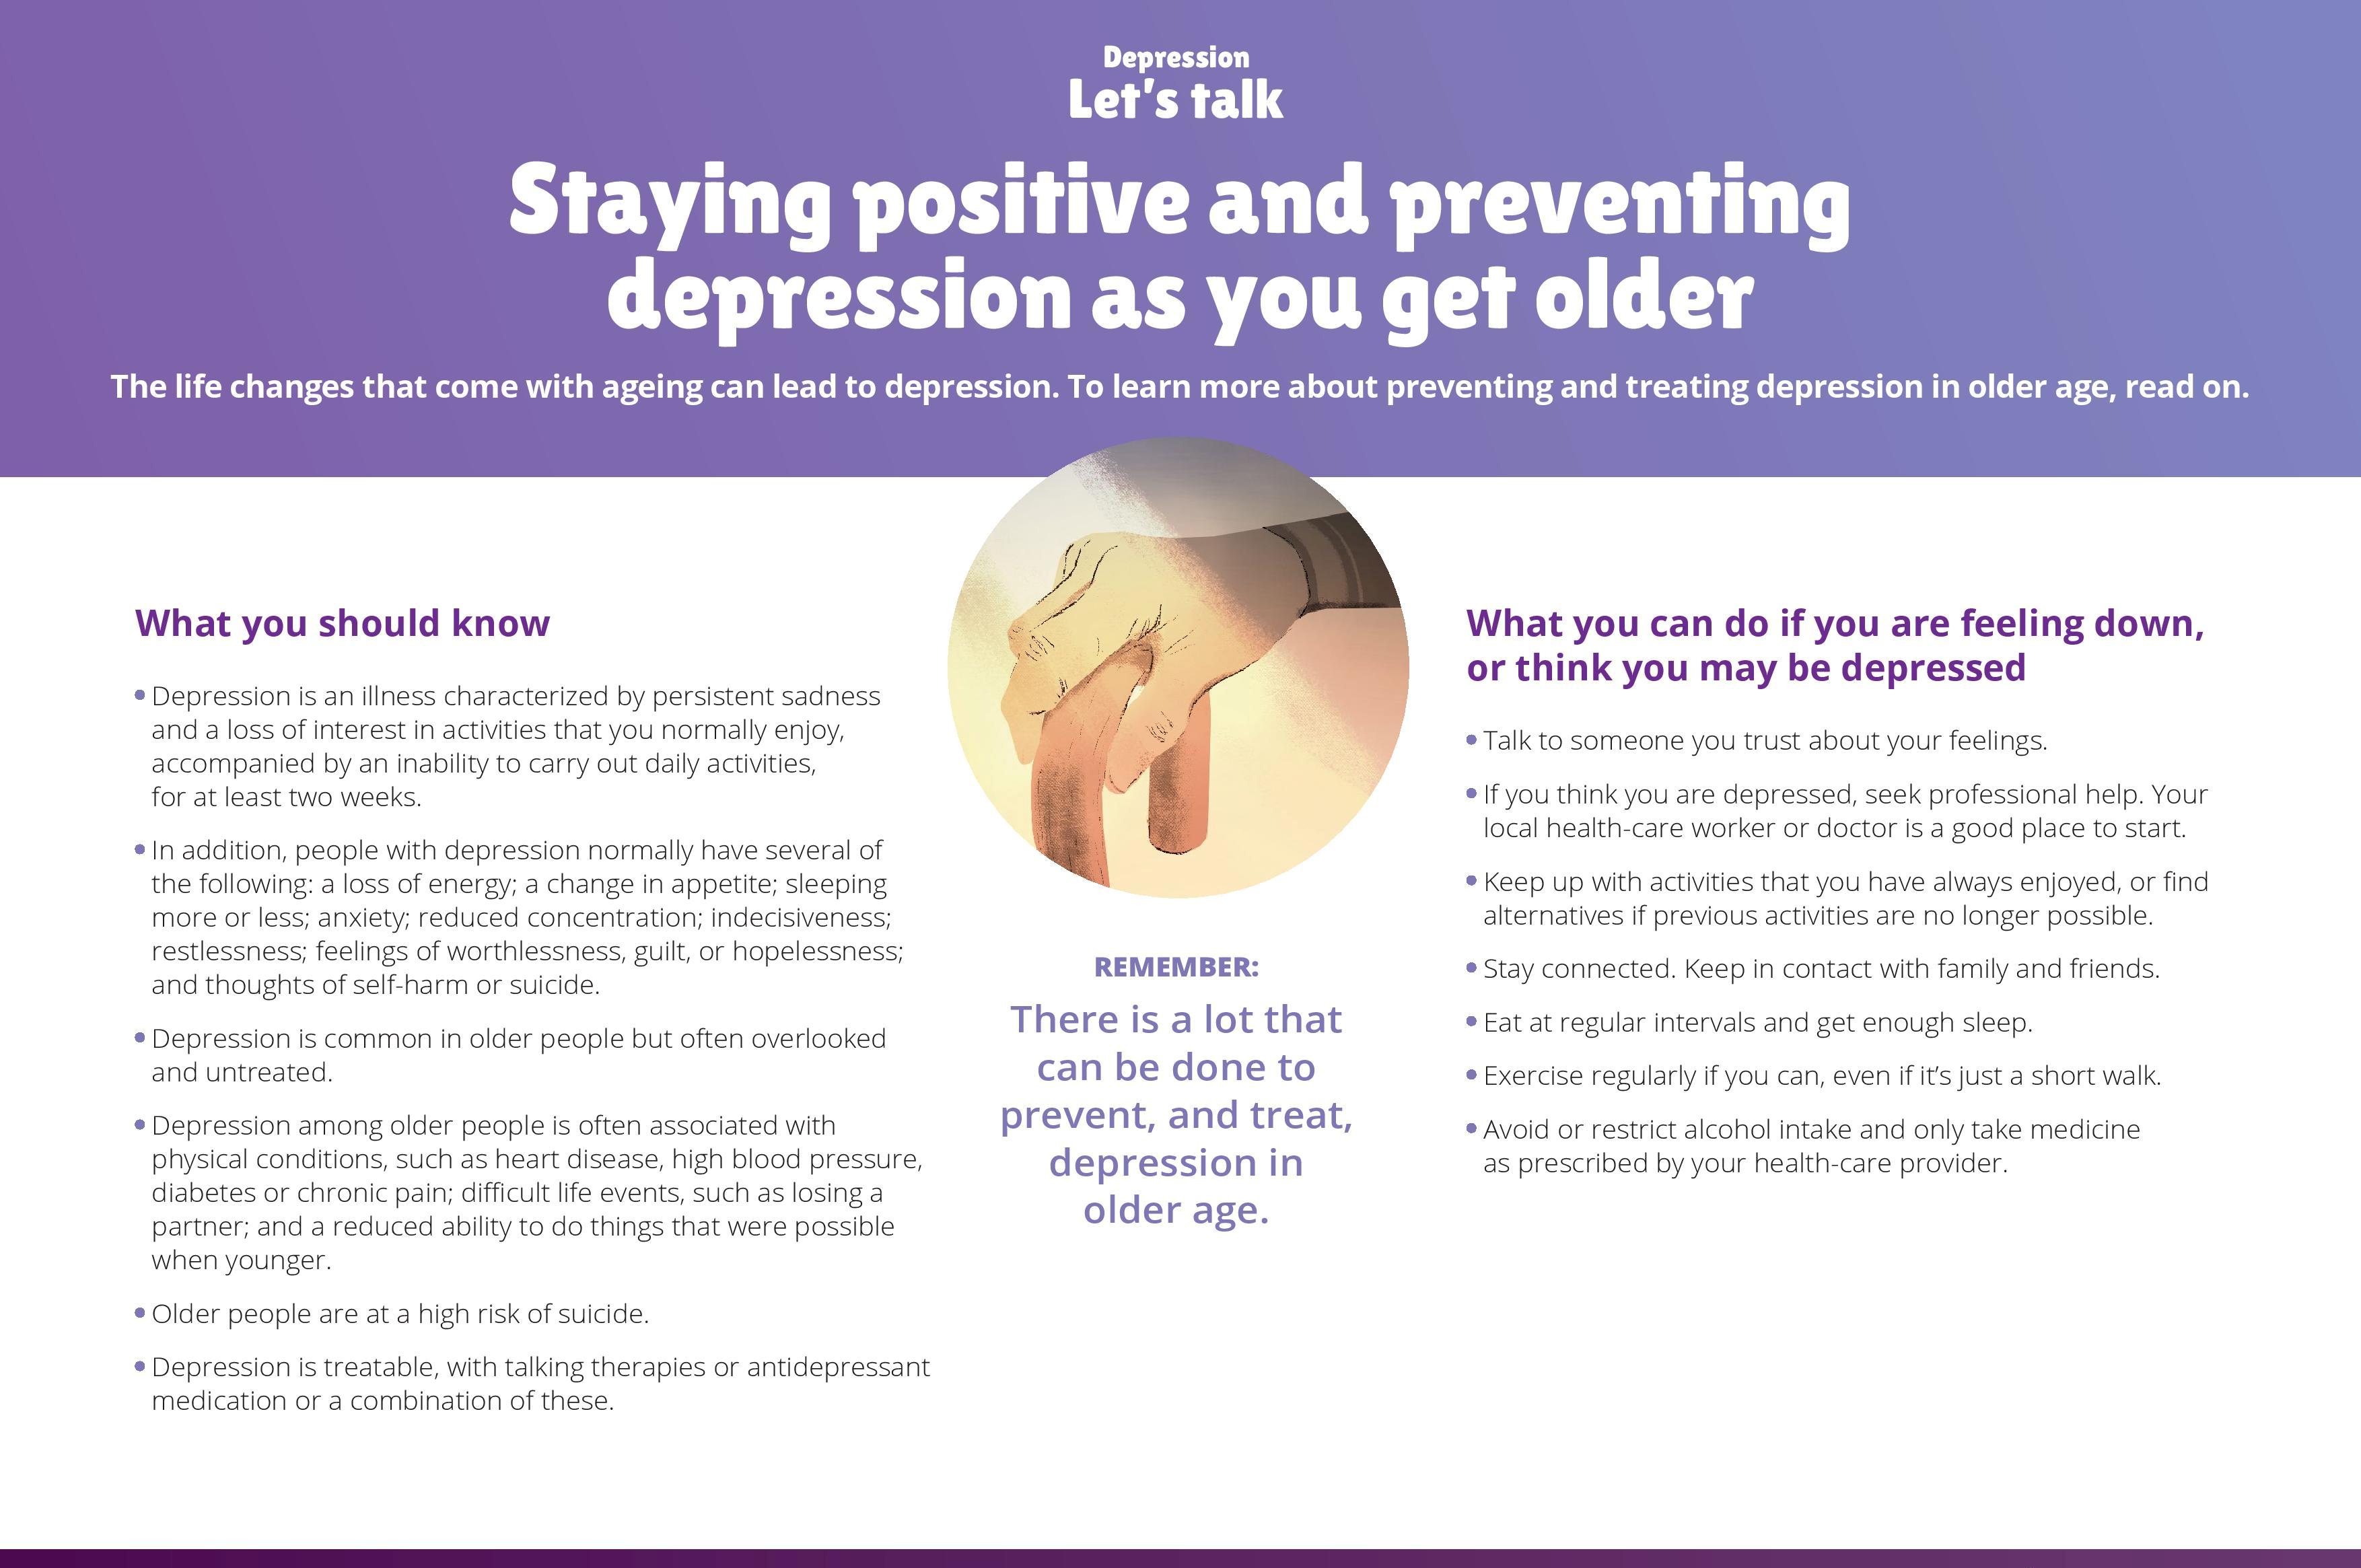 Depression
Let's talk
Staying positive and preventing
depression as you get older
The life changes that come with ageing can lead to depression. To learn more about preventing and treating depression in older age, read on.
What you should know
• Depression is an illness characterized by persistent sadness
and a loss of interest in activities that you normally enjoy,
accompanied by an inability to carry out daily activities,
for at least two weeks.
• In addition, people with depression normally have several of
the following: a loss of energy; a change in appetite; sleeping
more or less; anxiety; reduced concentration; indecisiveness;
restlessness; feelings of worthlessness, guilt, or hopelessness;
and thoughts of self-harm or suicide.
• Depression is common in older people but often overlooked
and untreated.
• Depression among older people is often associated with
physical conditions, such as heart disease, high blood pressure,
diabetes or chronic pain; difficult life events, such as losing a
partner; and a reduced ability to do things that were possible
when younger.
• Older people are at a high risk of suicide.
• Depression is treatable, with talking therapies or antidepressant
medication or a combination of these.
REMEMBER:
There is a lot that
can be done to
prevent, and treat,
depression in
older age.
What you can do if you are feeling down,
or think you may be depressed
• Talk to someone you trust about your feelings.
• If you think you are depressed, seek professional help. Your
local health-care worker or doctor is a good place to start.
• Keep up with activities that you have always enjoyed, or find
alternatives if previous activities are no longer possible.
• Stay connected. Keep in contact with family and friends.
• Eat at regular intervals and get enough sleep.
• Exercise regularly if you can, even if it’s just a short walk.
• Avoid or restrict alcohol intake and only take medicine
as prescribed by your health-care provider.